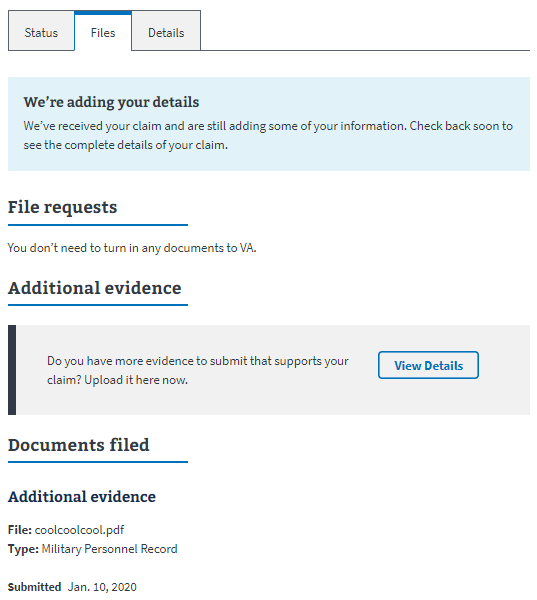 Status Files Details
We’re adding your details
We’ve received your claim and are still adding some of your information. Check back soon to
see the complete details of your claim.
File requests
You don’t need to turn in any documents to VA.
Additional evidence
Do you have more evidence to submit that supports your
claim? Upload it here now.
View Details
Documents filed
Additional evidence
File: coolcoolcool.pdf
Type: Military Personnel Record
Submitted Jan. 10, 2020